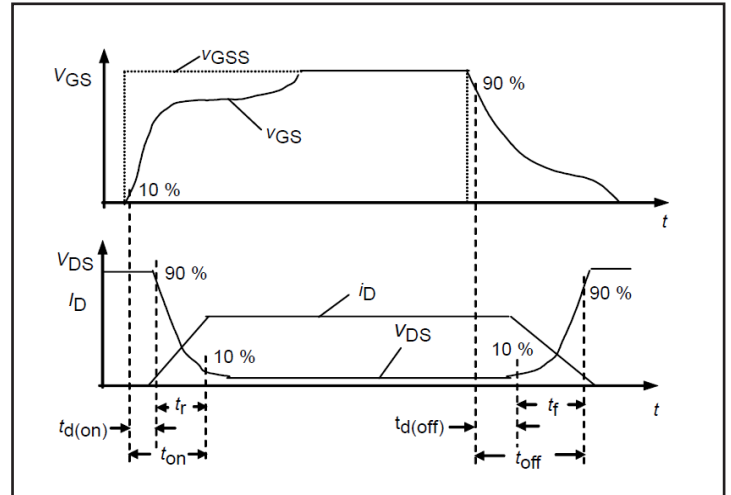 vGSS
VGS
90 %
vGS
10 %
t
VDS
90 %
ID
iD
90 %
VDS
10 %
10 %
tr
tf
t
td(on)
td(off)
ton
toff